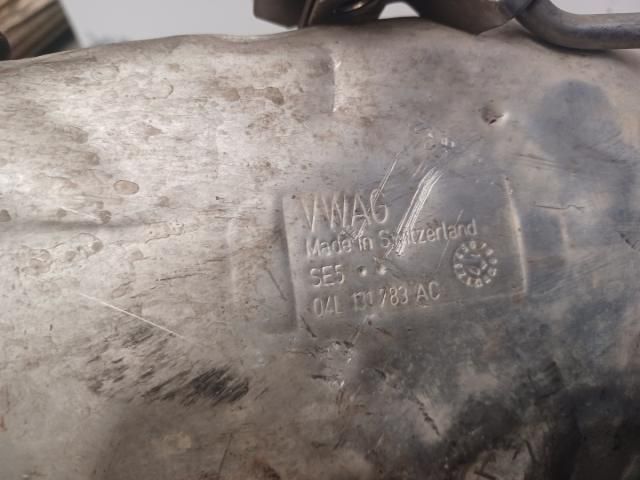 VWAG
Made in Switzerland
SE5
04L 131 783 AC